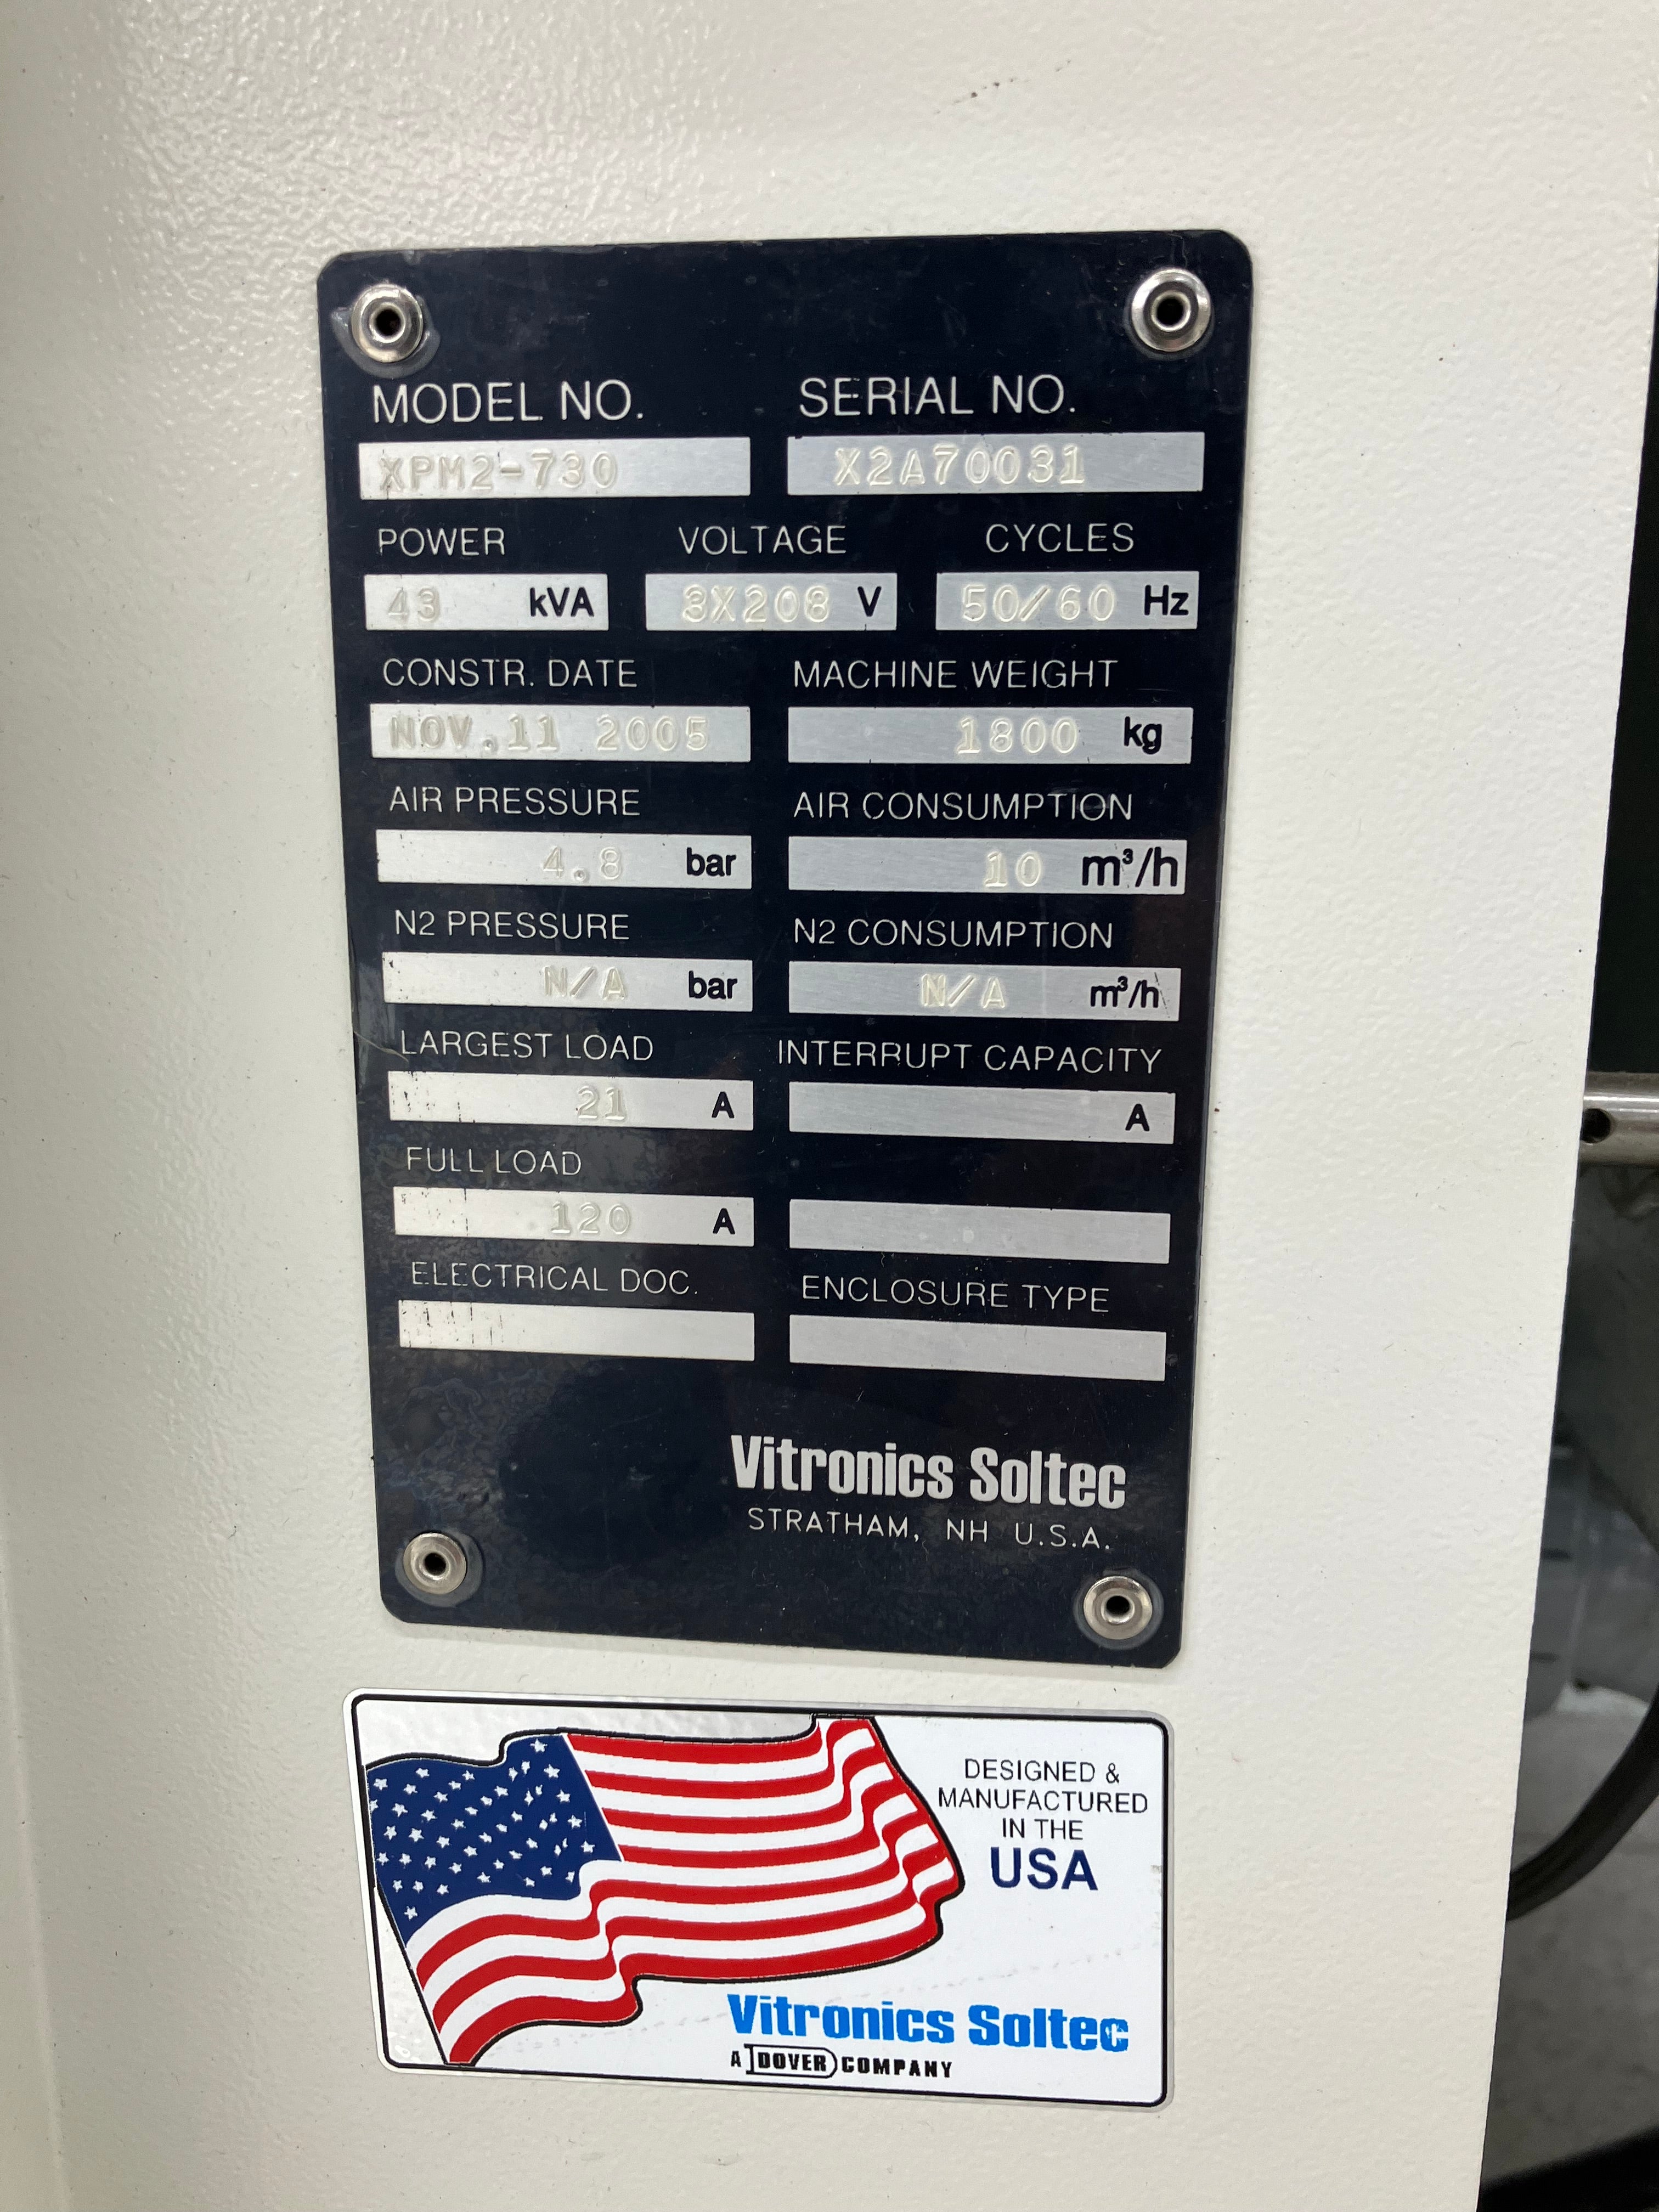 MODEL NO. SERIAL NO.
XPM2-730 X2A70031
POWER VOLTAGE CYCLES
43 kVA 3X208 V 50/60 Hz
CONSTR. DATE MACHINE WEIGHT
NOV.11 2005 1800 kg
AIR PRESSURE AIR CONSUMPTION
4.8 bar 10 m³/h
N2 PRESSURE N2 CONSUMPTION
N/A bar N/A m³/h
LARGEST LOAD INTERRUPT CAPACITY
21 A A
FULL LOAD
120 A
ELECTRICAL DOC. ENCLOSURE TYPE
Vitronics Soltec
STRATHAM, NH U.S.A.
DESIGNED &
MANUFACTURED
IN THE
USA
Vitronics Soltec
A DOVER COMPANY